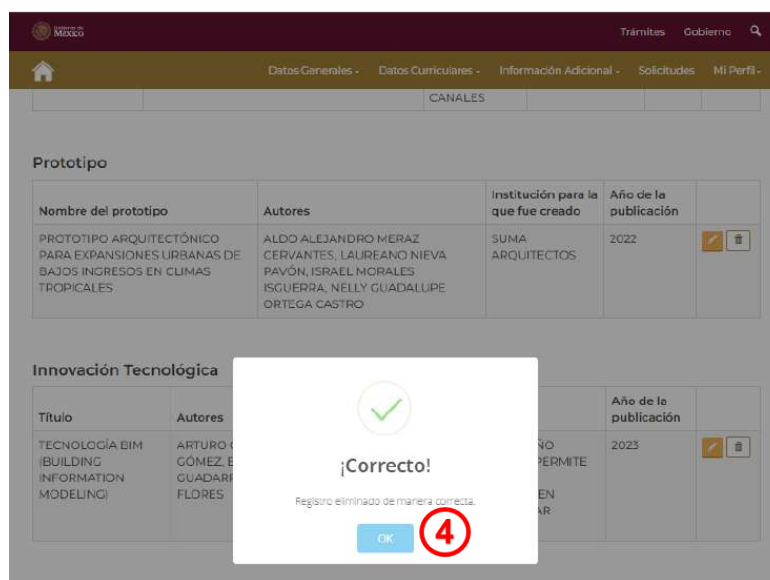 Gobierno de
México
Trámites Gobierno
Datos Generales Datos Curriculares Información Adicional Solicitudes Mi Perfil
CANALES
Prototipo
Nombre del prototipo
Autores
Institución para la
que fue creado
Año de la
publicación
PROTOTIPO ARQUITECTÓNICO
PARA EXPANSIONES URBANAS DE
BAJOS INGRESOS EN CLIMAS
TROPICALES
ALDO ALEJANDRO MERAZ
CERVANTES, LAUREANO NIEVA
PAVÓN, ISRAEL MORALES
ISGUERRA, NELLY GUADALUPE
ORTEGA CASTRO
SUMA
ARQUITECTOS
2022
Innovación Tecnológica
Título
Autores
Año de la
publicación
TECNOLOGÍA BIM
(BUILDING
INFORMATION
MODELING)
ARTURO
GÓMEZ,
FLORES
2023
¡Correcto!
Registro eliminado de manera correcta.
OK
4